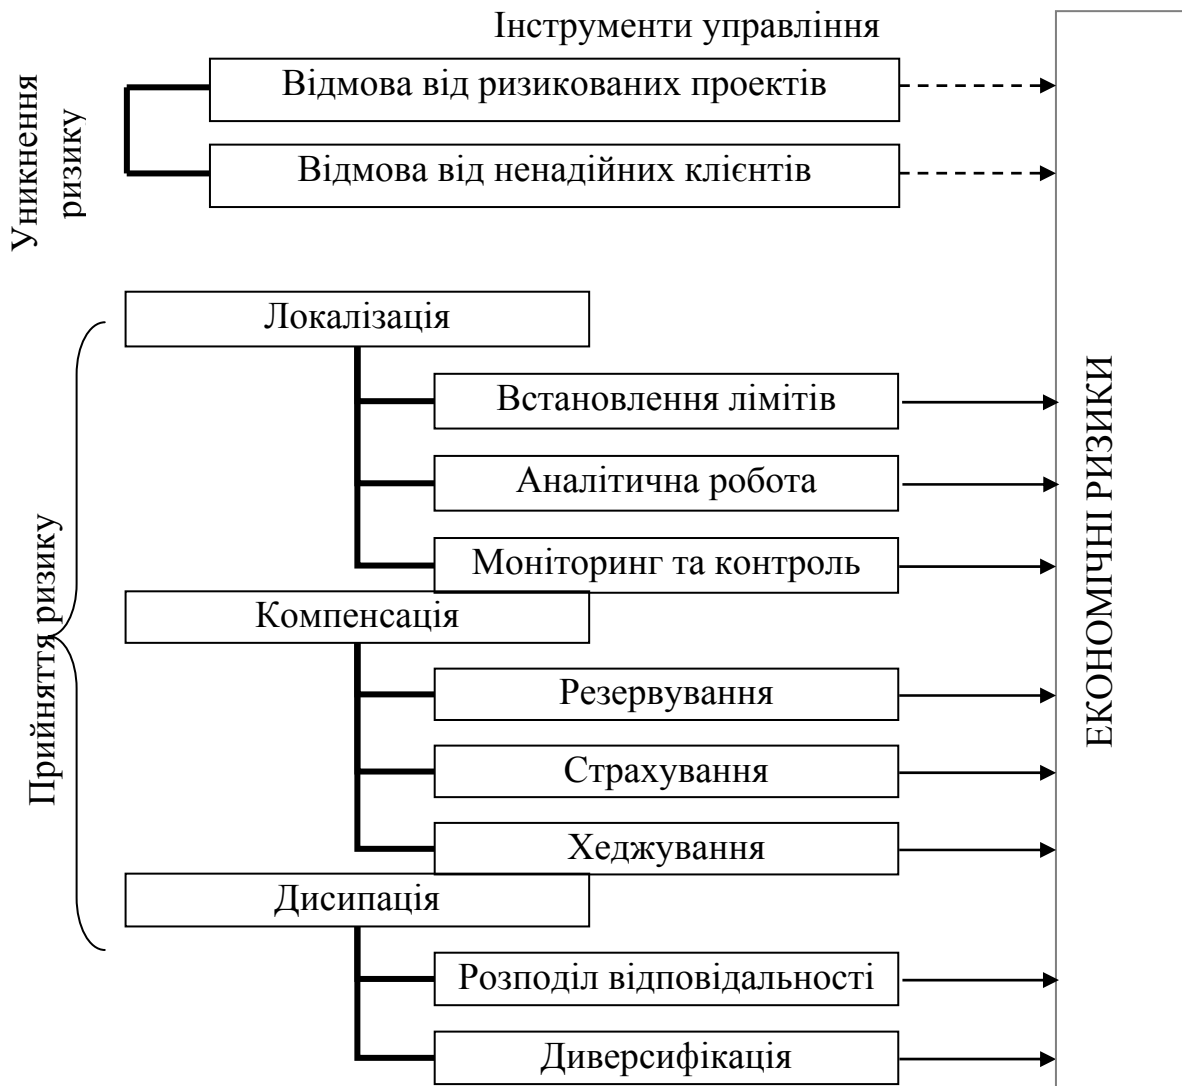 Інструменти управління
Уникнення
ризику
Відмова від ризикованих проектів
Відмова від ненадійних клієнтів
Прийняття ризику
Локалізація
Встановлення лімітів
Аналітична робота
Моніторинг та контроль
Компенсація
Резервування
Страхування
Хеджування
Дисипація
Розподіл відповідальності
Диверсифікація
ЕКОНОМІЧНІ РИЗИКИ